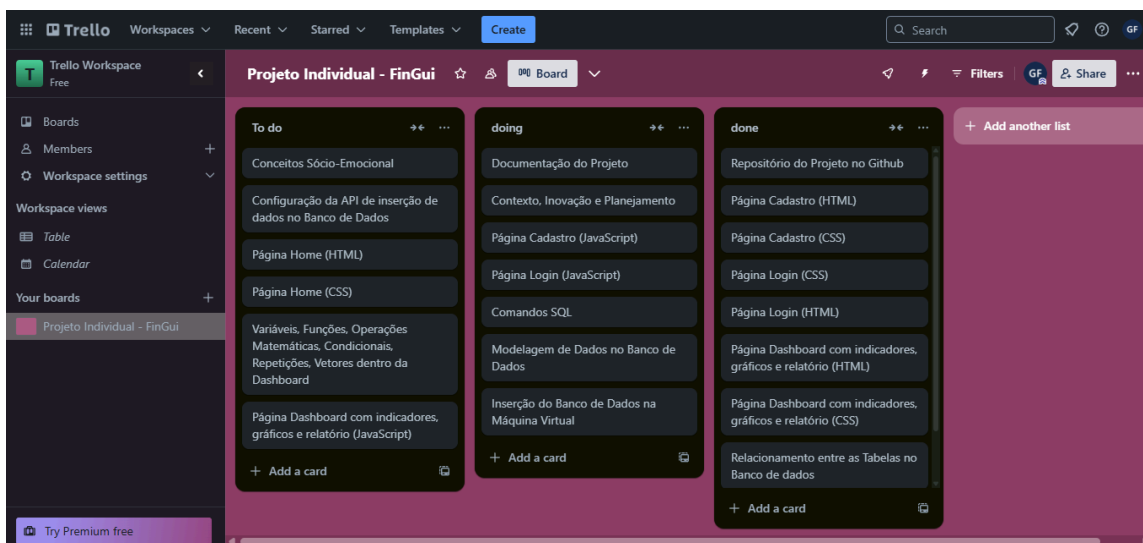 Trello
Workspaces
Recent
Starred
Templates
Create
Search
GF
T
Trello Workspace
Free
Projeto Individual - FinGui
Board
Filters
GF
Share
Boards
Members
Workspace settings
Workspace views
Table
Calendar
Your boards
Projeto Individual - FinGui
Try Premium free
To do
Conceitos Sócio-Emocional
Configuração da API de inserção de
dados no Banco de Dados
Página Home (HTML)
Página Home (CSS)
Variáveis, Funções, Operações
Matemáticas, Condicionais,
Repetições, Vetores dentro da
Dashboard
Página Dashboard com indicadores,
gráficos e relatório (JavaScript)
+ Add a card
doing
Documentação do Projeto
Contexto, Inovação e Planejamento
Página Cadastro (JavaScript)
Página Login (JavaScript)
Comandos SQL
Modelagem de Dados no Banco de
Dados
Inserção do Banco de Dados na
Máquina Virtual
+ Add a card
done
Repositório do Projeto no Github
Página Cadastro (HTML)
Página Cadastro (CSS)
Página Login (CSS)
Página Login (HTML)
Página Dashboard com indicadores,
gráficos e relatório (HTML)
Página Dashboard com indicadores,
gráficos e relatório (CSS)
Relacionamento entre as Tabelas no
Banco de dados
+ Add a card
+ Add another list